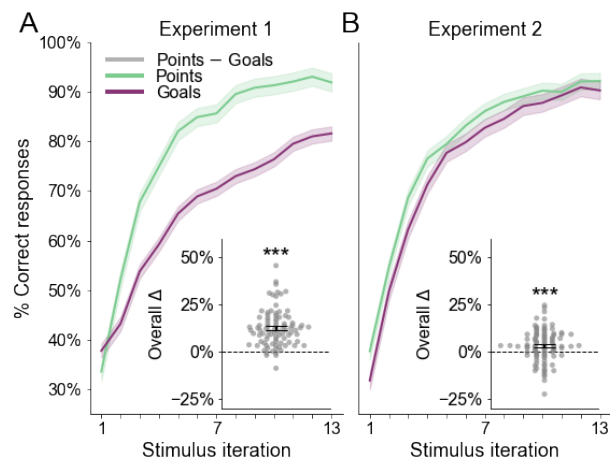 A
Experiment 1
B
Experiment 2
100%
90%
80%
70%
60%
50%
40%
30%
% Correct responses
Points − Goals
Points
Goals
50%
25%
0%
−25%
Overall Δ
***
1
7
13
Stimulus iteration
50%
25%
0%
−25%
Overall Δ
***
1
7
13
Stimulus iteration